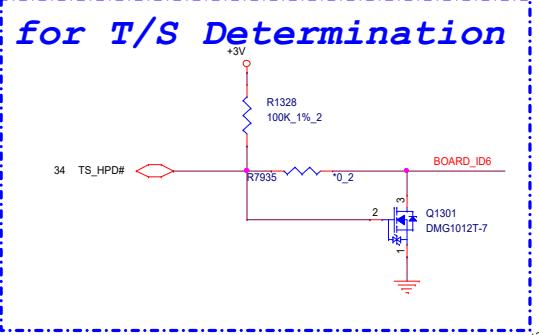 for T/S Determination
+3V
R1328
100K_1%_2
34 TS_HPD#
R7935
*0_2
BOARD_ID6
3
2
Q1301
DMG1012T-7
1